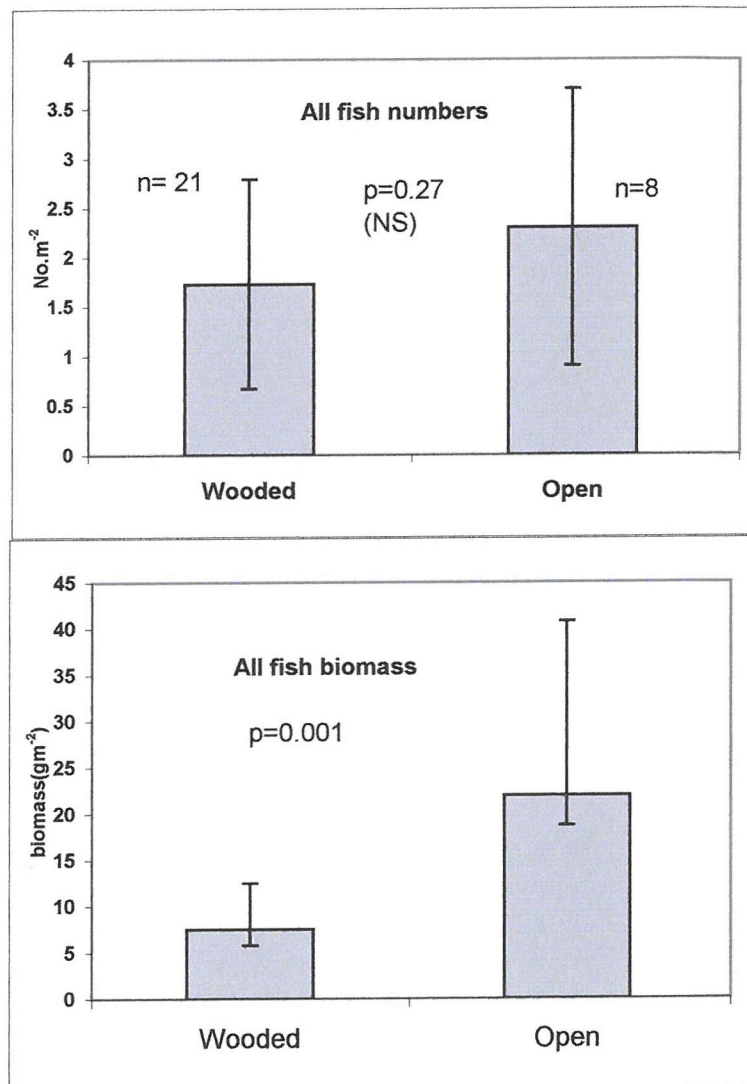 4
3.5
3
2.5
2
1.5
1
0.5
0
No.m⁻²
All fish numbers
n= 21
p=0.27
(NS)
n=8
Wooded
Open
45
40
35
30
25
20
15
10
5
0
biomass(gm⁻²)
All fish biomass
p=0.001
Wooded
Open